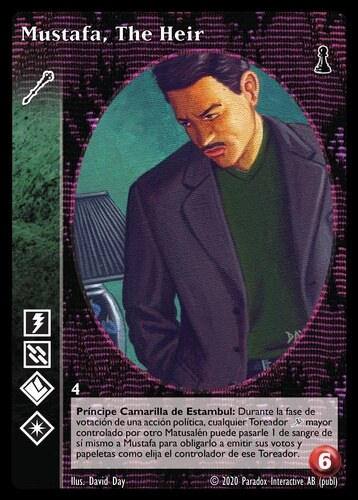 Mustafa, The Heir
4
Príncipe Camarilla de Estambul: Durante la fase de
votación de una acción política, cualquier Toreador mayor
controlado por otro Matusalén puede pasarle 1 de sangre de
sí mismo a Mustafa para obligarlo a emitir sus votos y
papeletas como elija el controlador de ese Toreador.
6
Ilus. David Day
© 2020 Paradox Interactive AB (publ)